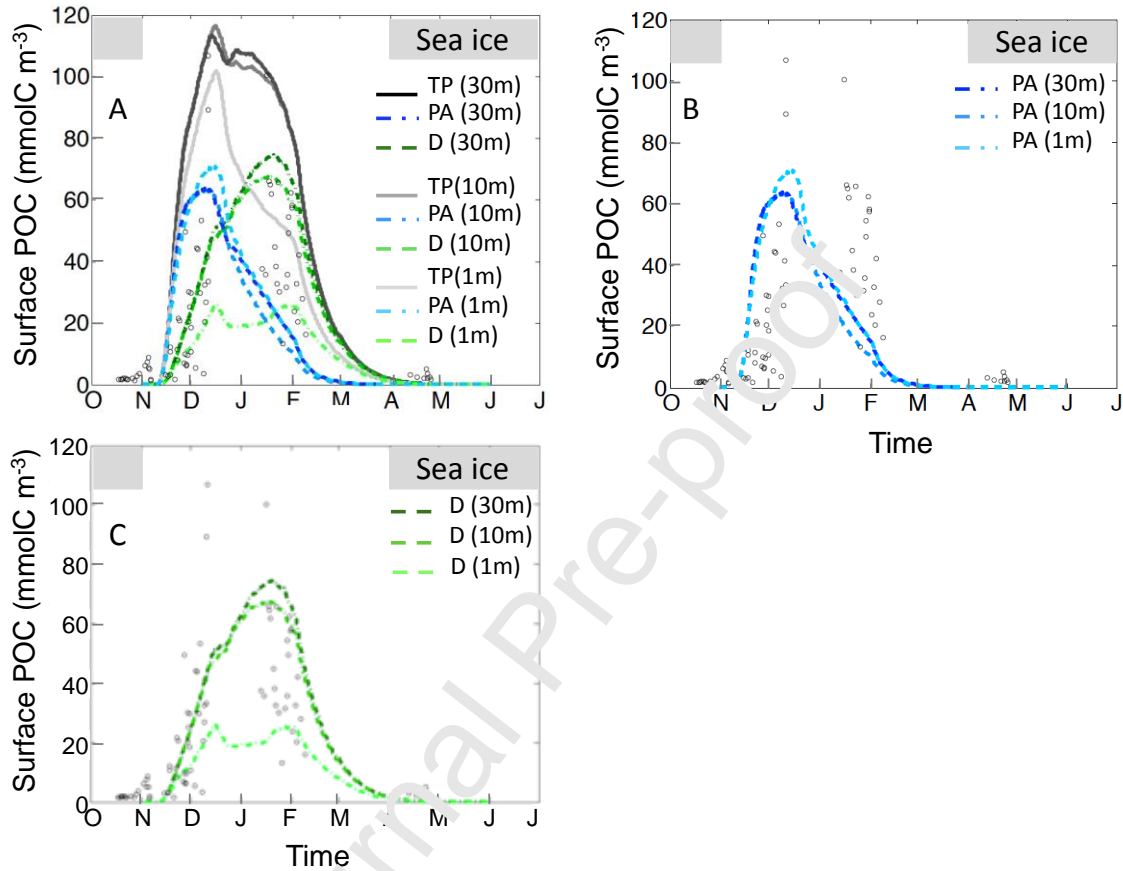 120
100
80
60
40
20
0
Surface POC (mmolC m-3)
A
Sea ice
TP (30m)
PA (30m)
D (30m)
TP(10m)
PA (10m)
D (10m)
TP(1m)
PA (1m)
D (1m)
O N D J F M A M J J
120
100
80
60
40
20
0
Surface POC (mmolC m-3)
B
Sea ice
PA (30m)
PA (10m)
PA (1m)
O N D J F M A M J J
Time
120
100
80
60
40
20
0
Surface POC (mmolC m-3)
C
Sea ice
D (30m)
D (10m)
D (1m)
O N D J F M M J J
Time
rnal Pre-proof